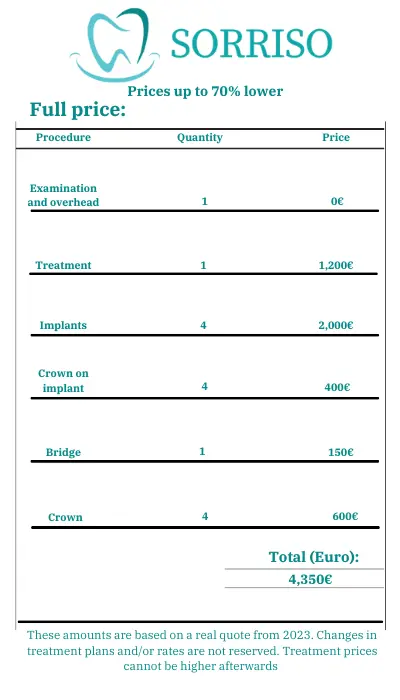 SORRISO
Prices up to 70% lower
Full price:
Procedure Quantity Price
Examination
and overhead 1 0€
Treatment 1 1,200€
Implants 4 2,000€
Crown on
implant 4 400€
Bridge 1 150€
Crown 4 600€
Total (Euro):
4,350€
These amounts are based on a real quote from 2023. Changes in
treatment plans and/or rates are not reserved. Treatment prices
cannot be higher afterwards